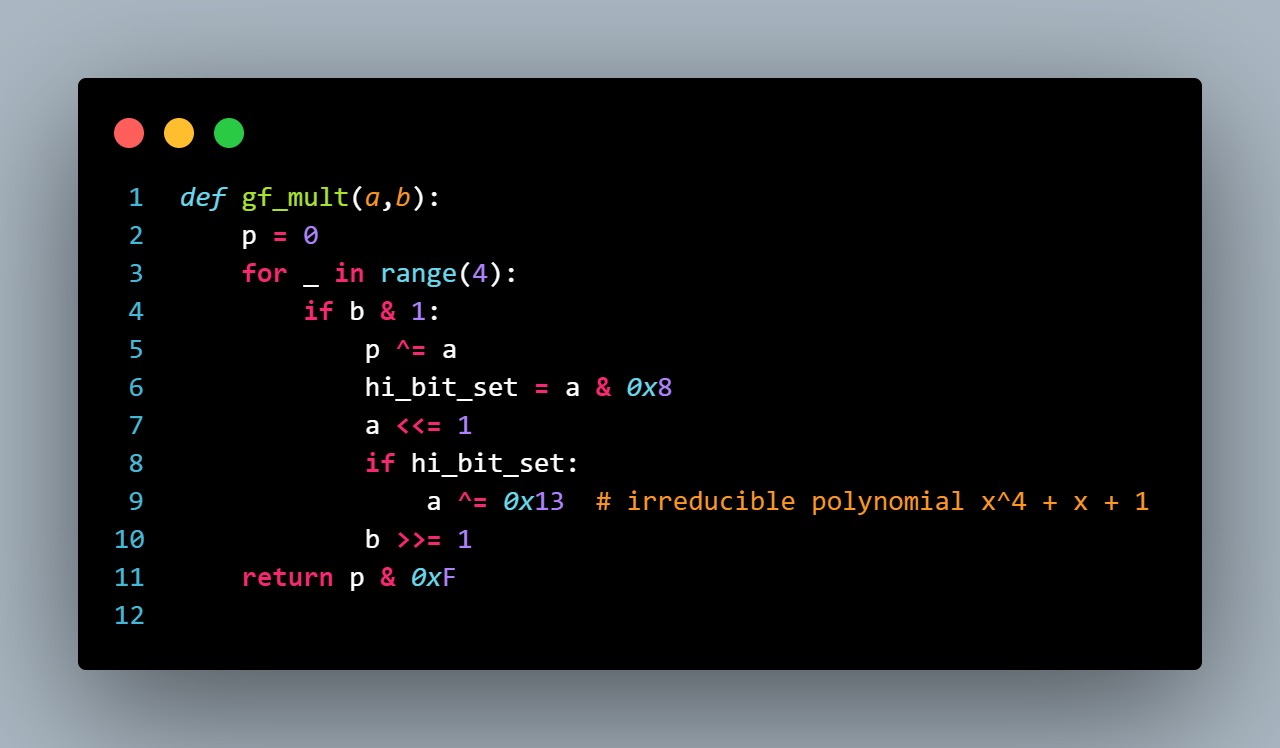 1 def gf_mult(a,b):
2     p = 0
3     for _ in range(4):
4         if b & 1:
5             p ^= a
6             hi_bit_set = a & 0x8
7             a <<= 1
8             if hi_bit_set:
9                 a ^= 0x13  # irreducible polynomial x^4 + x + 1
10             b >>= 1
11     return p & 0xF
12